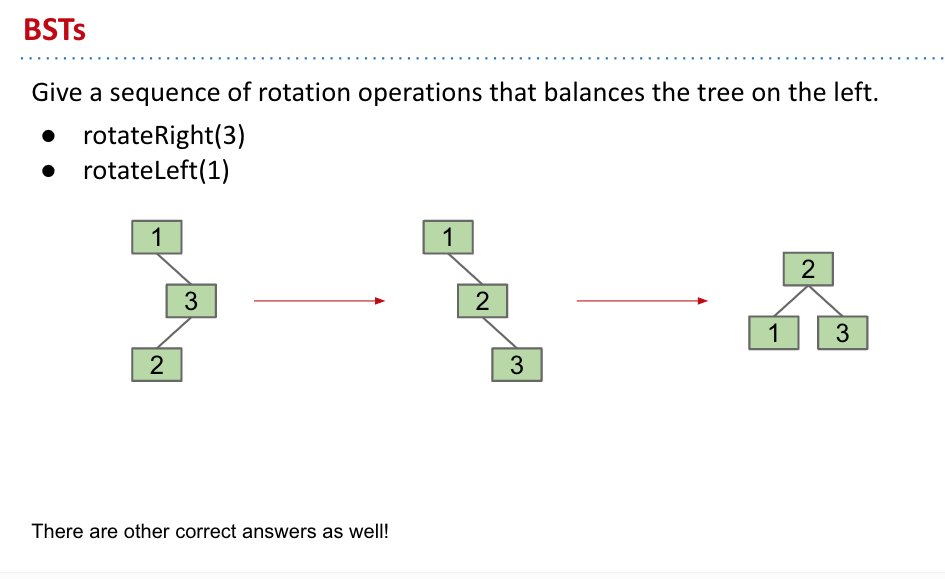 BSTs
Give a sequence of rotation operations that balances the tree on the left.
● rotateRight(3)
● rotateLeft(1)
1
3
2
1
2
3
2
1 3
There are other correct answers as well!